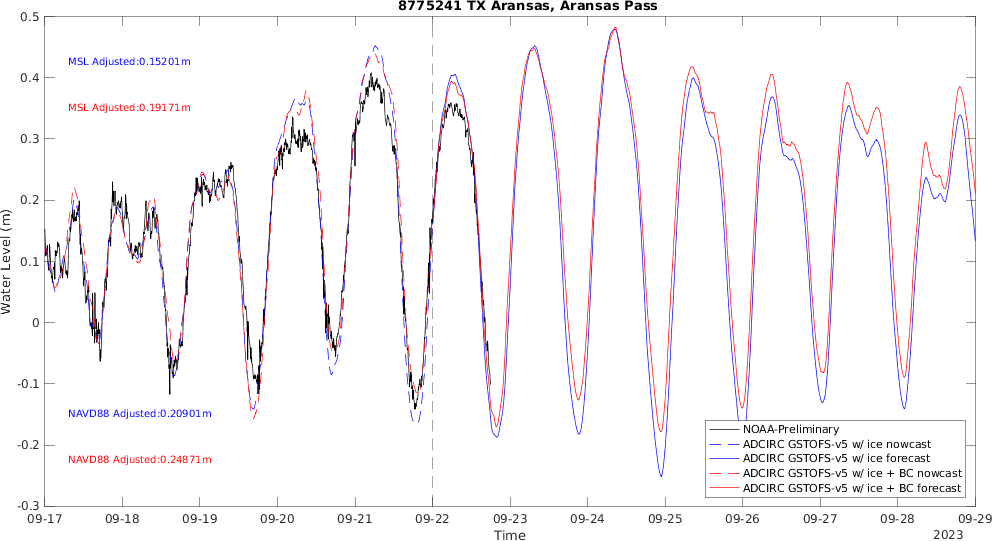 8775241 TX Aransas, Aransas Pass
0.5
0.4
0.3
0.2
0.1
0
-0.1
-0.2
-0.3
Water Level (m)
MSL Adjusted:0.15201m
MSL Adjusted:0.19171m
NAVD88 Adjusted:0.20901m
NAVD88 Adjusted:0.24871m
NOAA-Preliminary
ADCIRC GSTOFS-v5 w/ ice nowcast
ADCIRC GSTOFS-v5 w/ ice forecast
ADCIRC GSTOFS-v5 w/ ice + BC nowcast
ADCIRC GSTOFS-v5 w/ ice + BC forecast
09-17 09-18 09-19 09-20 09-21 09-22 09-23 09-24 09-25 09-26 09-27 09-28 09-29
Time
2023